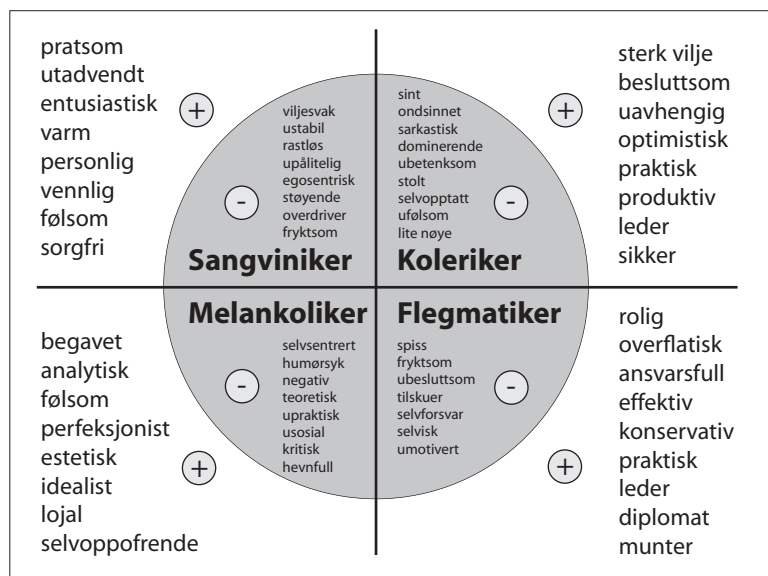 pratsom
utadvendt
entusiastisk
varm
personlig
vennlig
følsom
sorgfri
+
viljesvak
ustabil
rastløs
upålitelig
egosentrisk
støyende
overdriver
fryktsom
-
Sangviniker
sint
ondsinnet
sarkastisk
dominerende
ubetenksom
stolt
selvopptatt
ufølsom
lite nøye
-
Koleriker
+
sterk vilje
besluttsom
uavhengig
optimistisk
praktisk
produktiv
leder
sikker
Melankoliker
begavet
analytisk
følsom
perfeksjonist
estetisk
idealist
lojal
selvoppofrende
+
-
selvsentrert
humørsyk
negativ
teoretisk
upraktisk
usosial
kritisk
hevnfull
Flegmatiker
spiss
fryktsom
ubesluttsom
tilskuer
selvforsvar
selvisk
umotivert
-
+
rolig
overflatisk
ansvarsfull
effektiv
konservativ
praktisk
leder
diplomat
munter